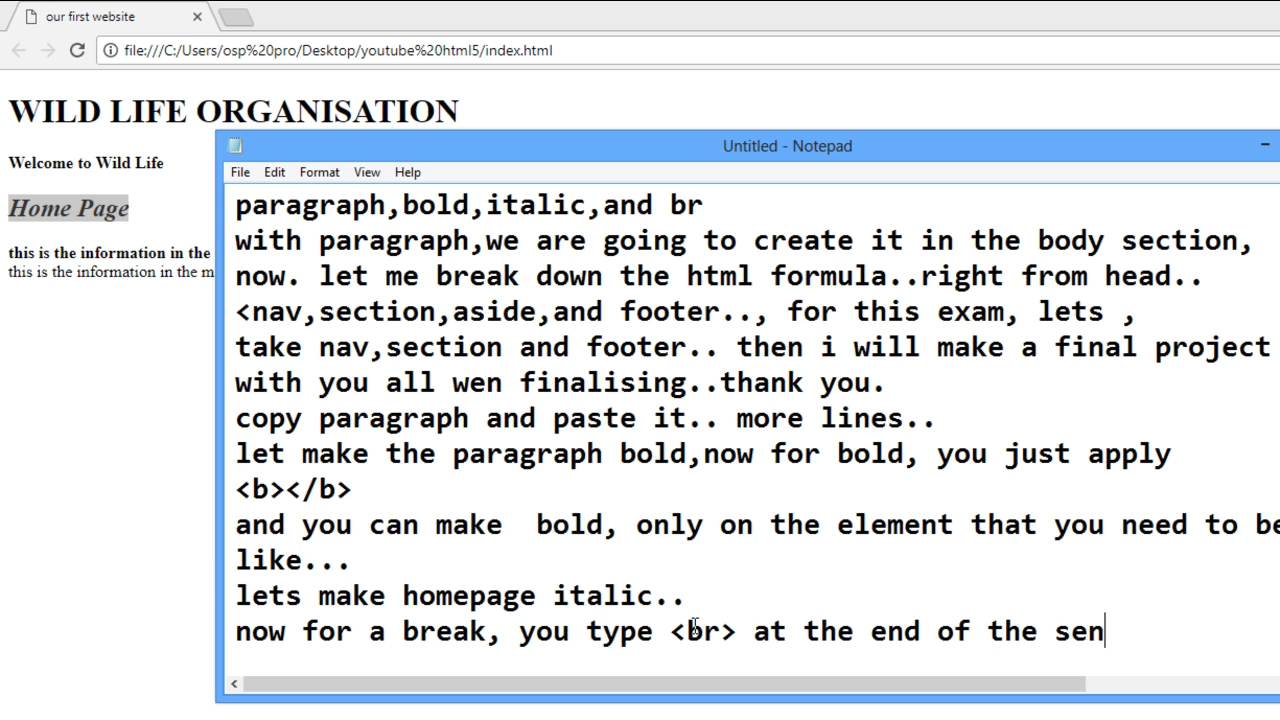 our first website
file:///C:/Users/osp%20pro/Desktop/youtube%20html5/index.html
WILD LIFE ORGANISATION
Welcome to Wild Life
Home Page
this is the information in the
this is the information in the m
Untitled - Notepad
File Edit Format View Help
paragraph,bold,italic,and br
with paragraph,we are going to create it in the body section,
now. let me break down the html formula..right from head..
<nav,section,aside,and footer.., for this exam, lets ,
take nav,section and footer.. then i will make a final project
with you all wen finalising..thank you.
copy paragraph and paste it.. more lines..
let make the paragraph bold,now for bold, you just apply
<b></b>
and you can make  bold, only on the element that you need to be
like...
lets make homepage italic..
now for a break, you type <br> at the end of the sen